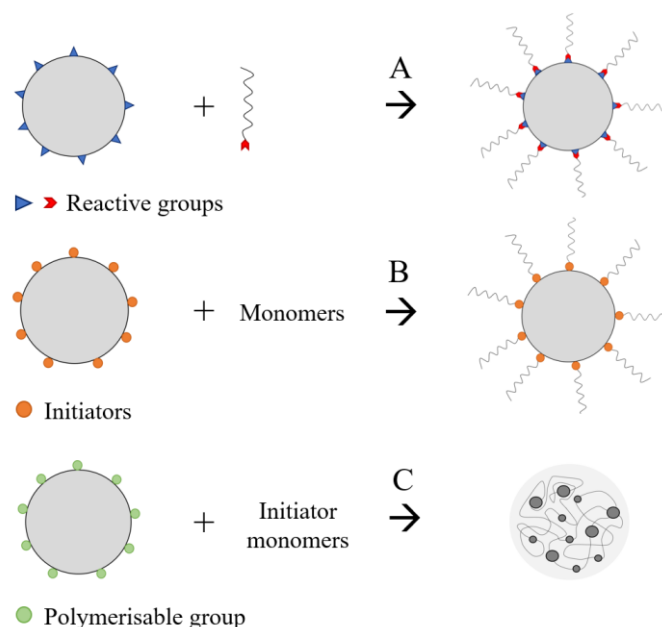 A
+
→
Reactive groups
B
+ Monomers →
Initiators
C
+ Initiator
monomers →
Polymerisable group